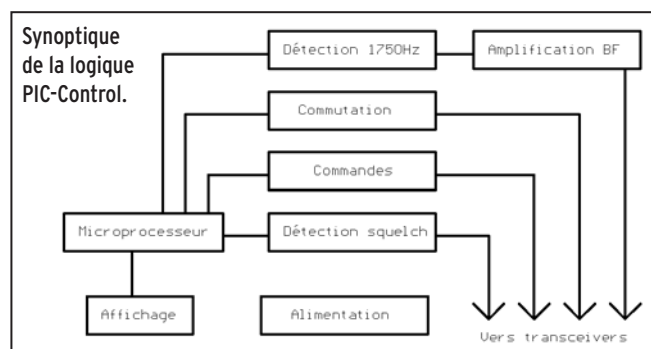 Synoptique
de la logique
PIC-Control.
Détection 1750Hz
Amplification BF
Commutation
Commandes
Microprocesseur
Détection squelch
Affichage
Alimentation
Vers transceivers